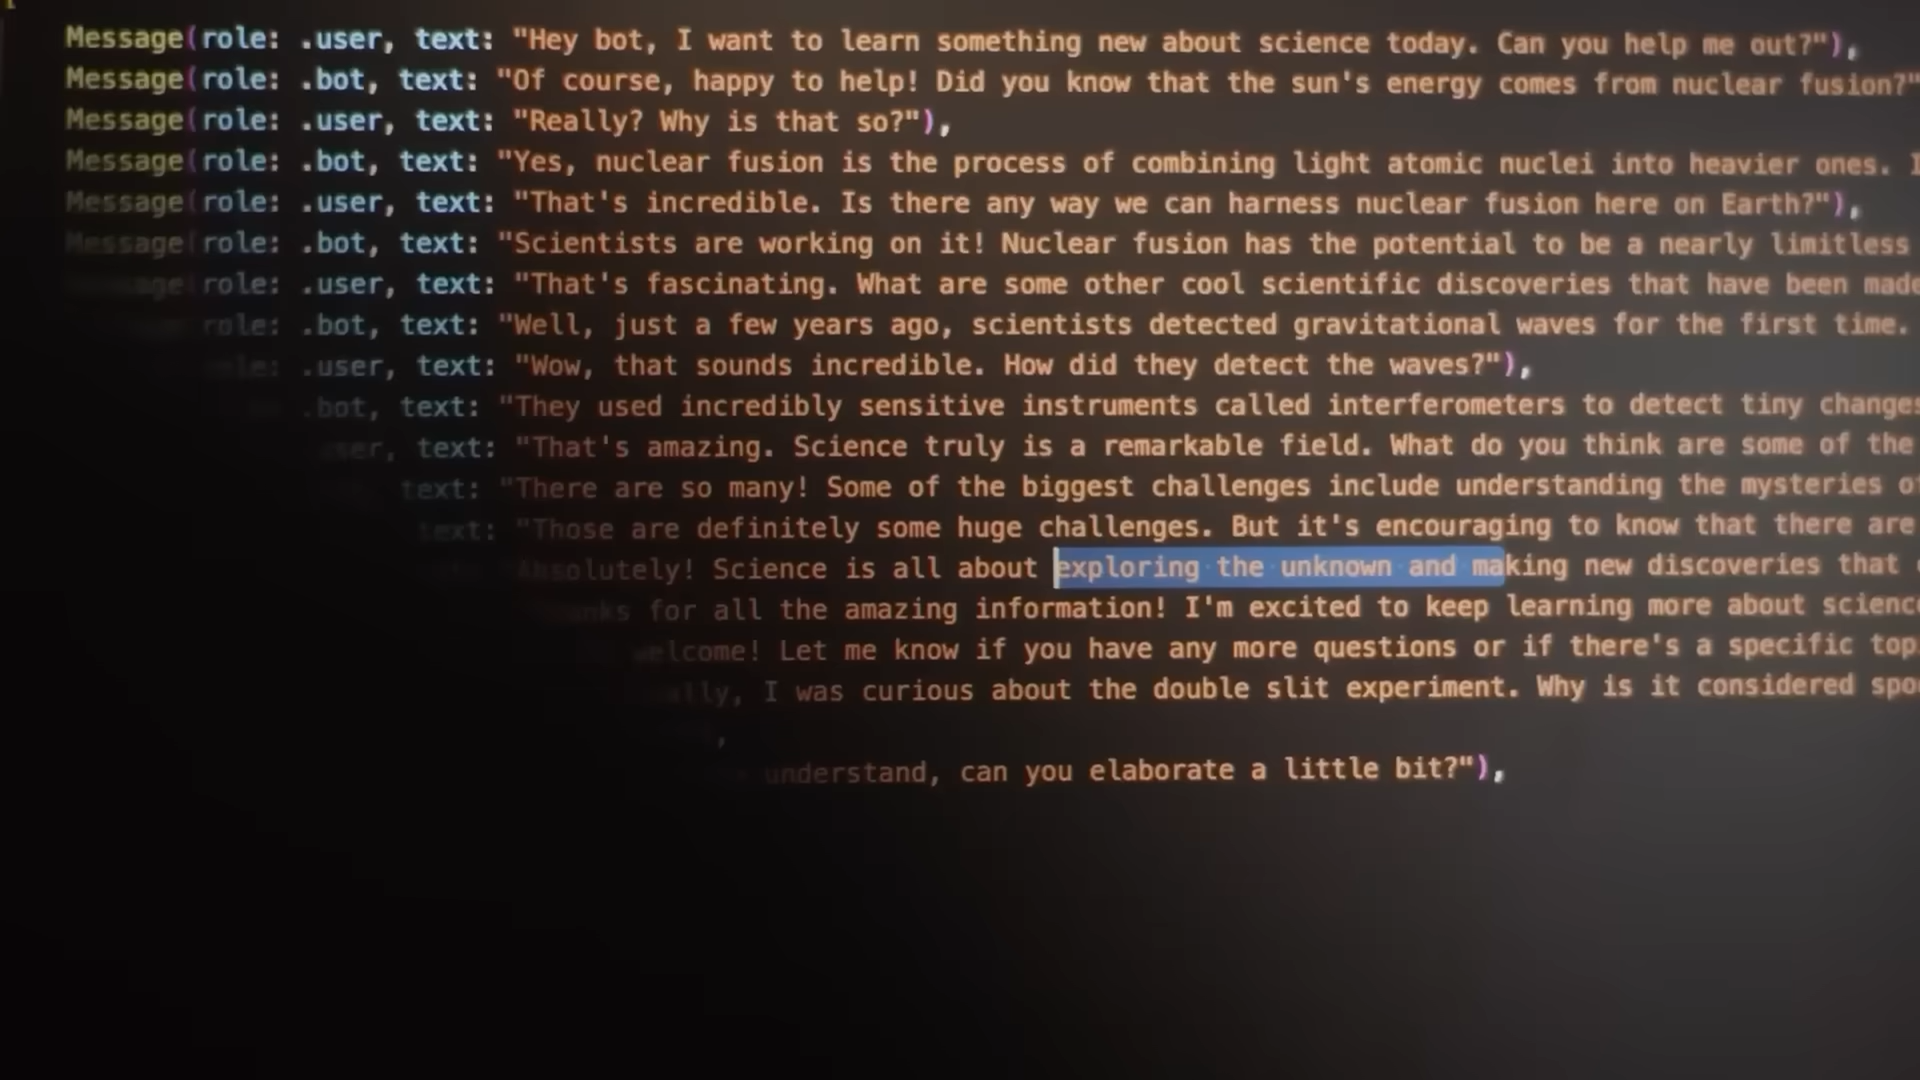 Message(role: .user, text: "Hey bot, I want to learn something new about science today. Can you help me out?"),
Message(role: .bot, text: "Of course, happy to help! Did you know that the sun's energy comes from nuclear fusion?"
Message(role: .user, text: "Really? Why is that so?"),
Message(role: .bot, text: "Yes, nuclear fusion is the process of combining light atomic nuclei into heavier ones. I
Message(role: .user, text: "That's incredible. Is there any way we can harness nuclear fusion here on Earth?"),
Message(role: .bot, text: "Scientists are working on it! Nuclear fusion has the potential to be a nearly limitless
role: .user, text: "That's fascinating. What are some other cool scientific discoveries that have been made
role: .bot, text: "Well, just a few years ago, scientists detected gravitational waves for the first time.
role: .user, text: "Wow, that sounds incredible. How did they detect the waves?"),
.bot, text: "They used incredibly sensitive instruments called interferometers to detect tiny changes
user, text: "That's amazing. Science truly is a remarkable field. What do you think are some of the
text: "There are so many! Some of the biggest challenges include understanding the mysteries of
text: "Those are definitely some huge challenges. But it's encouraging to know that there are
"Absolutely! Science is all about exploring the unknown and making new discoveries that
for all the amazing information! I'm excited to keep learning more about science
welcome! Let me know if you have any more questions or if there's a specific top
I was curious about the double slit experiment. Why is it considered spo
,
understand, can you elaborate a little bit?"),